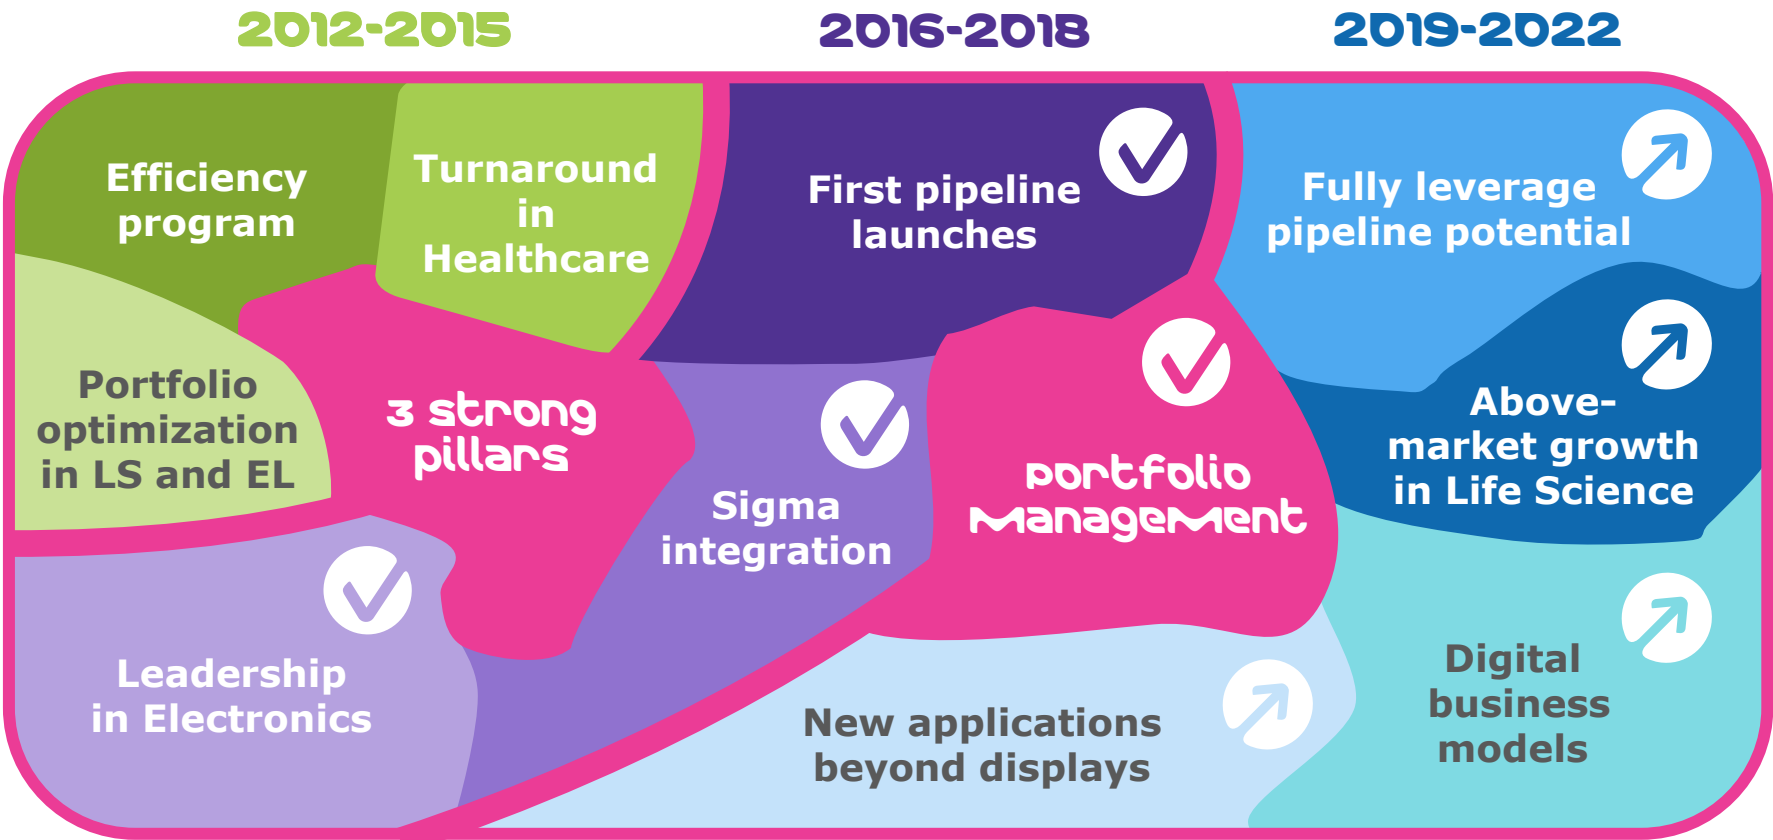 2012-2015
2016-2018
2019-2022
Efficiency
program
Turnaround
in
Healthcare
Portfolio
optimization
in LS and EL
3 strong
pillars
Leadership
in Electronics
First pipeline
launches
Sigma
integration
portfolio
management
Fully leverage
pipeline potential
Above-
market growth
in Life Science
New applications
beyond displays
Digital
business
models